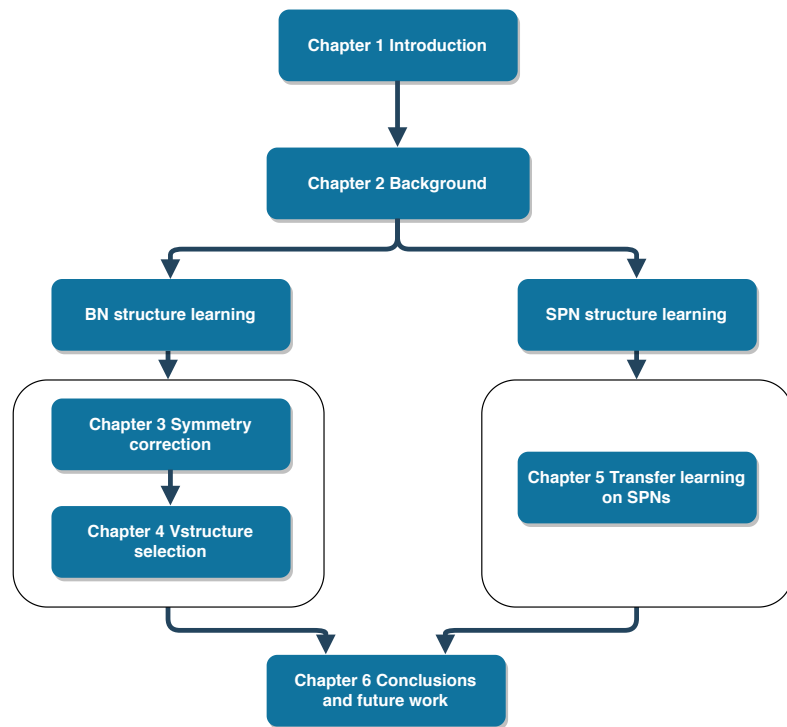 Chapter 1 Introduction
Chapter 2 Background
BN structure learning
SPN structure learning
Chapter 3 Symmetry
correction
Chapter 4 Vstructure
selection
Chapter 5 Transfer learning
on SPNs
Chapter 6 Conclusions
and future work